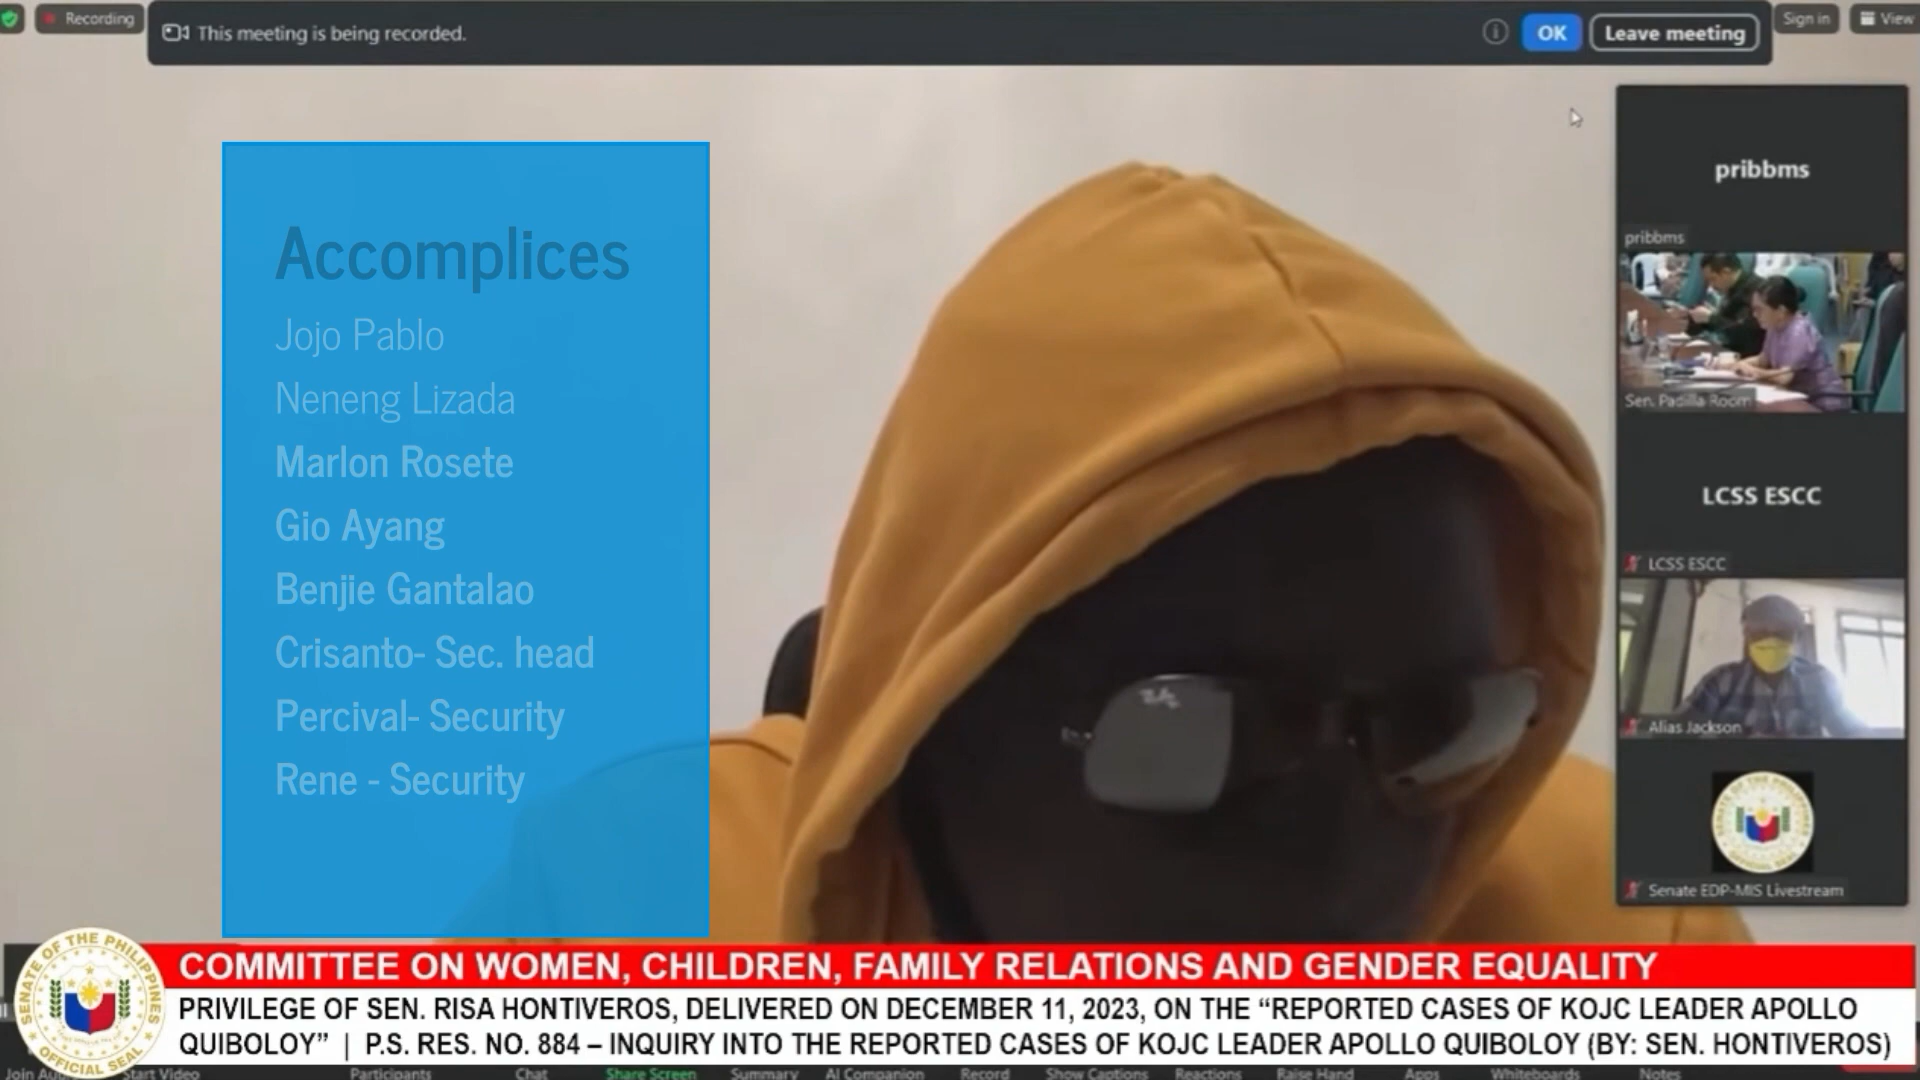 Recording
This meeting is being recorded.
OK
Leave meeting
Sign in
View
pribbms
pribbms
Sen. Padilla Room
LCSS ESCC
LCSS ESCC
Alias Jackson
Senate EDP-MIS Livestream
Accomplices
Jojo Pablo
Neneng Lizada
Marlon Rosete
Gio Ayang
Benjie Gantalao
Crisanto- Sec. head
Percival- Security
Rene - Security
SENATE OF THE PHILIPPINES
OFFICIAL SEAL
COMMITTEE ON WOMEN, CHILDREN, FAMILY RELATIONS AND GENDER EQUALITY
PRIVILEGE OF SEN. RISA HONTIVEROS, DELIVERED ON DECEMBER 11, 2023, ON THE “REPORTED CASES OF KOJC LEADER APOLLO
QUIBOLOY” | P.S. RES. NO. 884 – INQUIRY INTO THE REPORTED CASES OF KOJC LEADER APOLLO QUIBOLOY (BY: SEN. HONTIVEROS)
Start Video Participants Chat Share Screen Summary AI Companion Record Show Captions Reactions Raise Hand Apps Whiteboards Notes